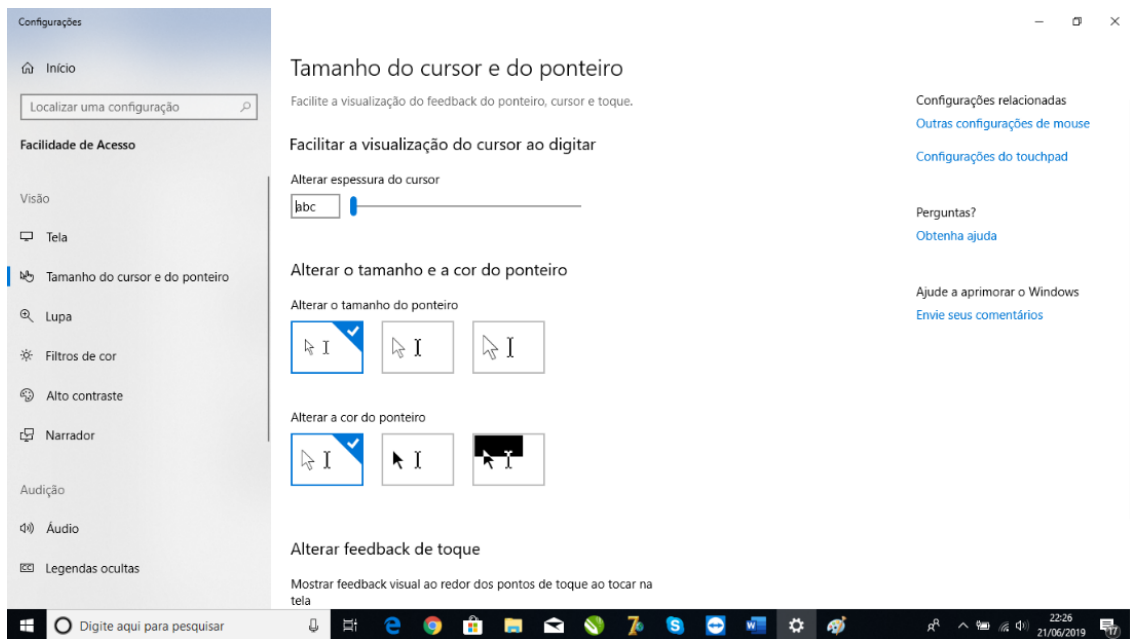 Configurações
Início
Localizar uma configuração
Facilidade de Acesso
Visão
Tela
Tamanho do cursor e do ponteiro
Lupa
Filtros de cor
Alto contraste
Narrador
Audição
Áudio
Legendas ocultas
Tamanho do cursor e do ponteiro
Facilite a visualização do feedback do ponteiro, cursor e toque.
Facilitar a visualização do cursor ao digitar
Alterar espessura do cursor
abc
Alterar o tamanho e a cor do ponteiro
Alterar o tamanho do ponteiro
Alterar a cor do ponteiro
Alterar feedback de toque
Mostrar feedback visual ao redor dos pontos de toque ao tocar na
tela
Configurações relacionadas
Outras configurações de mouse
Configurações do touchpad
Perguntas?
Obtenha ajuda
Ajude a aprimorar o Windows
Envie seus comentários
Digite aqui para pesquisar
22:26
21/06/2019
17